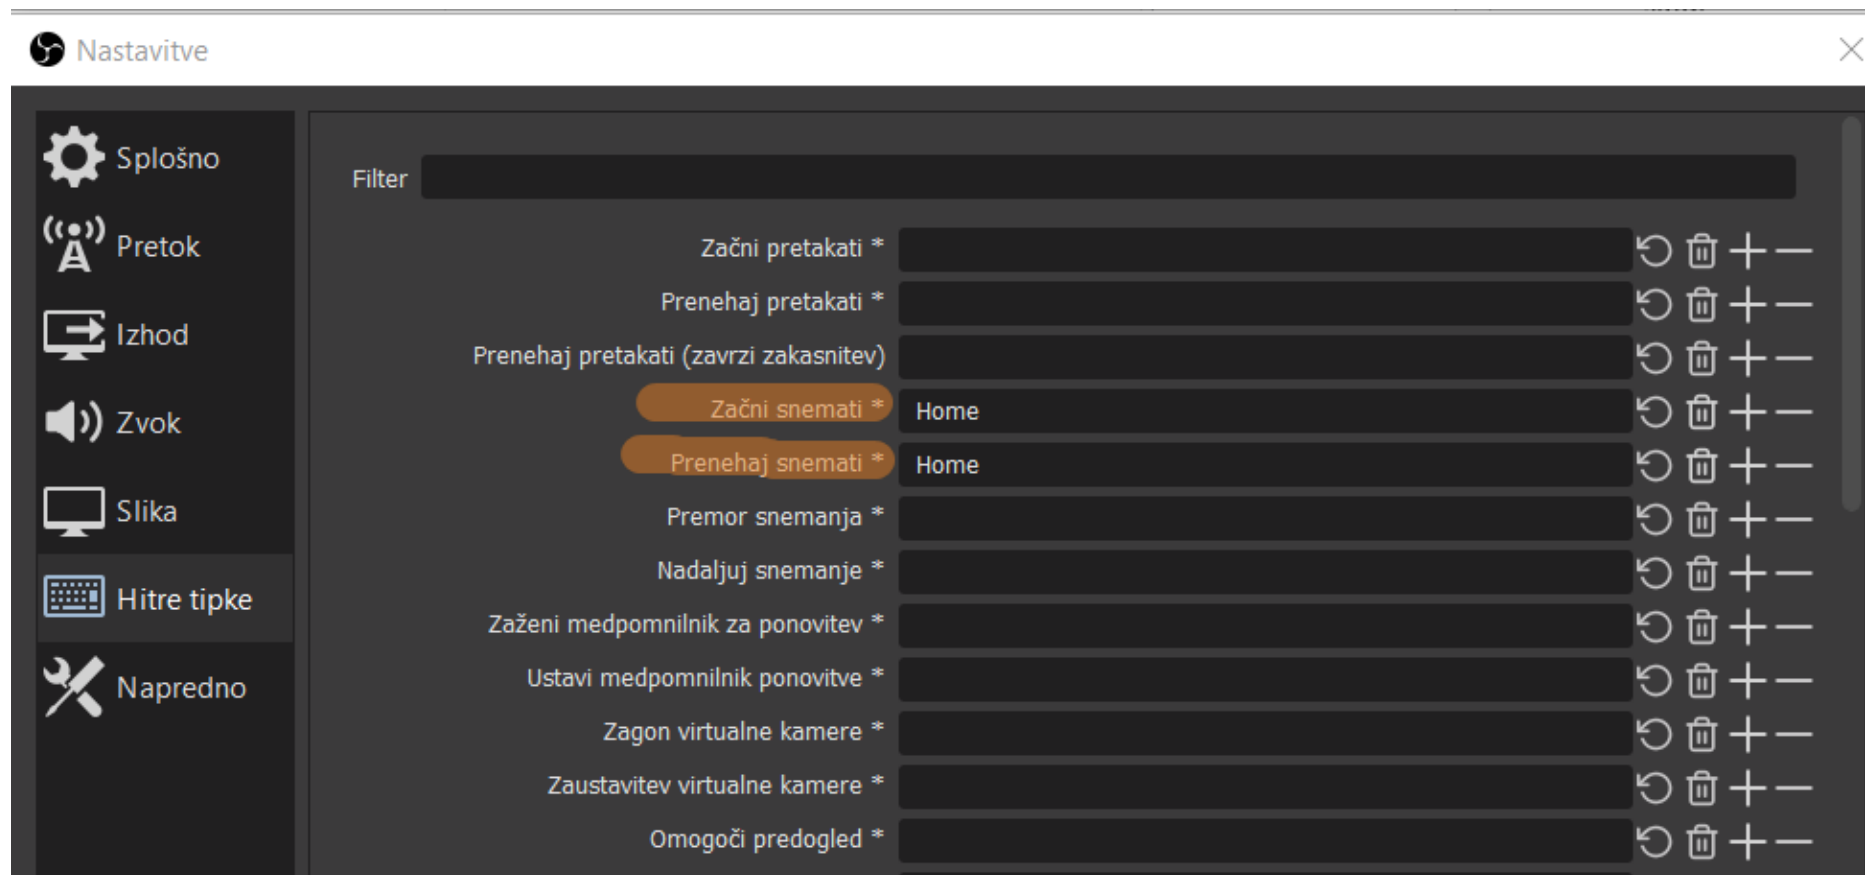 Nastavitve
Splošno
Pretok
Izhod
Zvok
Slika
Hitre tipke
Napredno
Filter
Začni pretakati *
Prenehaj pretakati *
Prenehaj pretakati (zavrzi zakasnitev)
Začni snemati * Home
Prenehaj snemati * Home
Premor snemanja *
Nadaljuj snemanje *
Zaženi medpomnilnik za ponovitev *
Ustavi medpomnilnik ponovitve *
Zagon virtualne kamere *
Zaustavitev virtualne kamere *
Omogoči predogled *